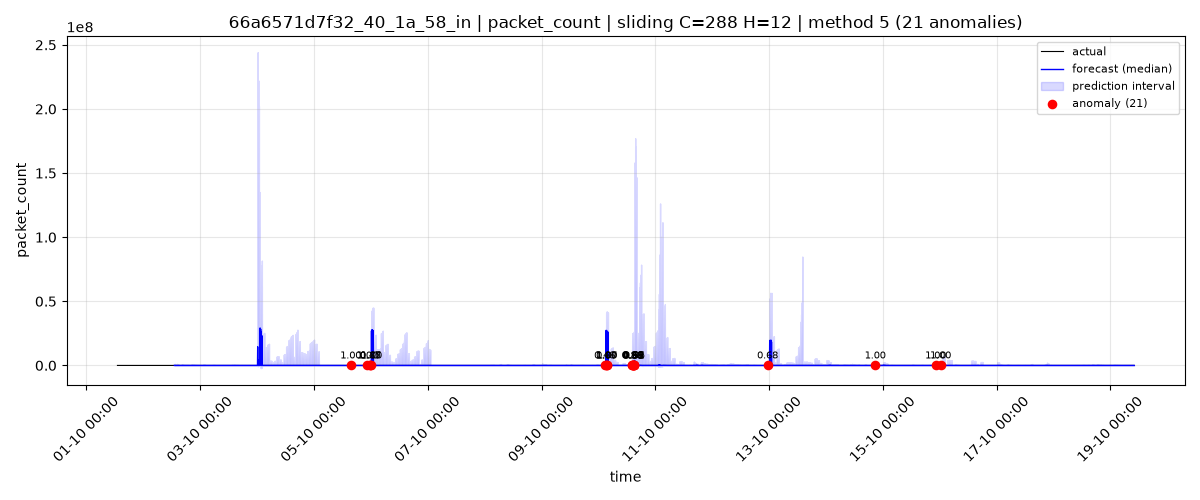 66a6571d7f32_40_1a_58_in | packet_count | sliding C=288 H=12 | method 5 (21 anomalies)
1e8
2.5
2.0
1.5
1.0
0.5
0.0
packet_count
actual
forecast (median)
prediction interval
anomaly (21)
0.68
1.00
01-10 00:00
03-10 00:00
05-10 00:00
07-10 00:00
09-10 00:00
11-10 00:00
13-10 00:00
15-10 00:00
17-10 00:00
19-10 00:00
time